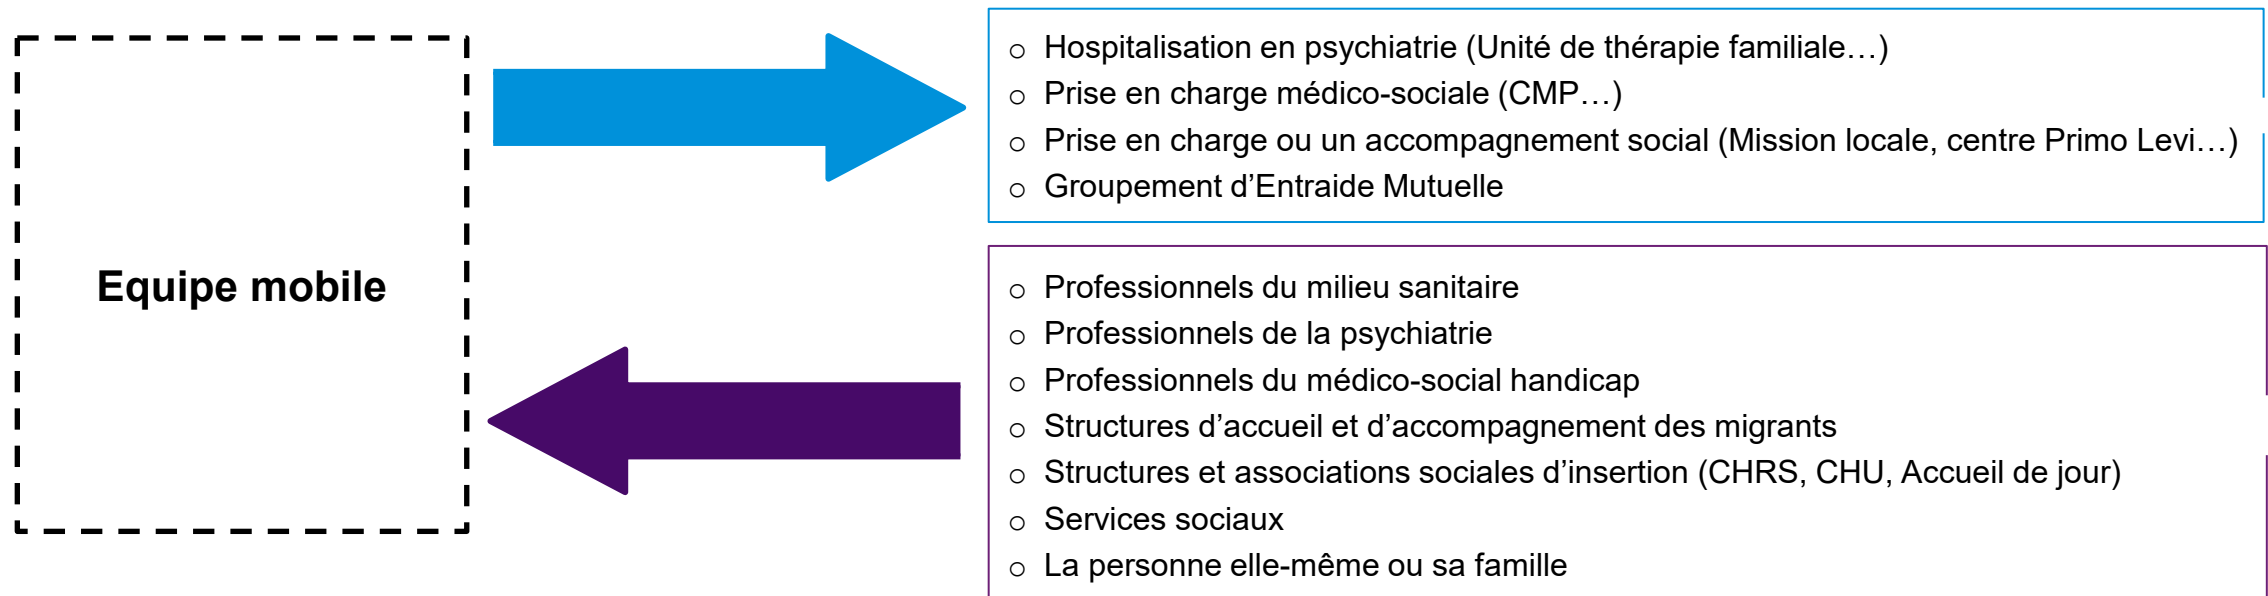 Equipe mobile
o Hospitalisation en psychiatrie (Unité de thérapie familiale…)
o Prise en charge médico-sociale (CMP…)
o Prise en charge ou un accompagnement social (Mission locale, centre Primo Levi…)
o Groupement d’Entraide Mutuelle
o Professionnels du milieu sanitaire
o Professionnels de la psychiatrie
o Professionnels du médico-social handicap
o Structures d’accueil et d’accompagnement des migrants
o Structures et associations sociales d’insertion (CHRS, CHU, Accueil de jour)
o Services sociaux
o La personne elle-même ou sa famille